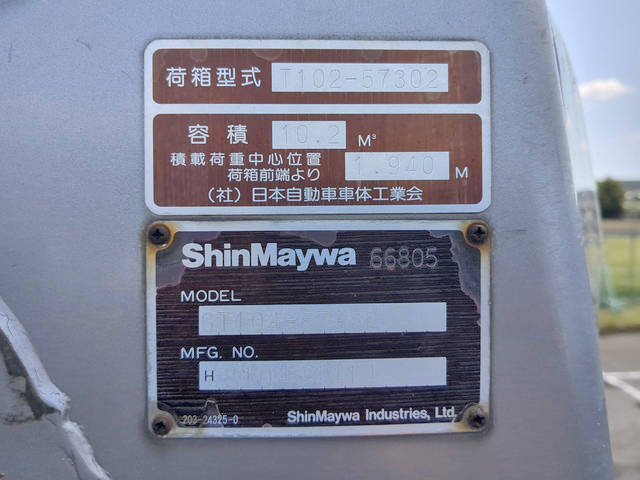 荷箱型式 T102-57302
容積 10.2 M³
積載荷重中心位置
荷箱前端より 1.940 M
（社）日本自動車車体工業会
ShinMaywa 66805
MODEL
MFG. NO.
H
203-24325-0 ShinMaywa Industries, Ltd.